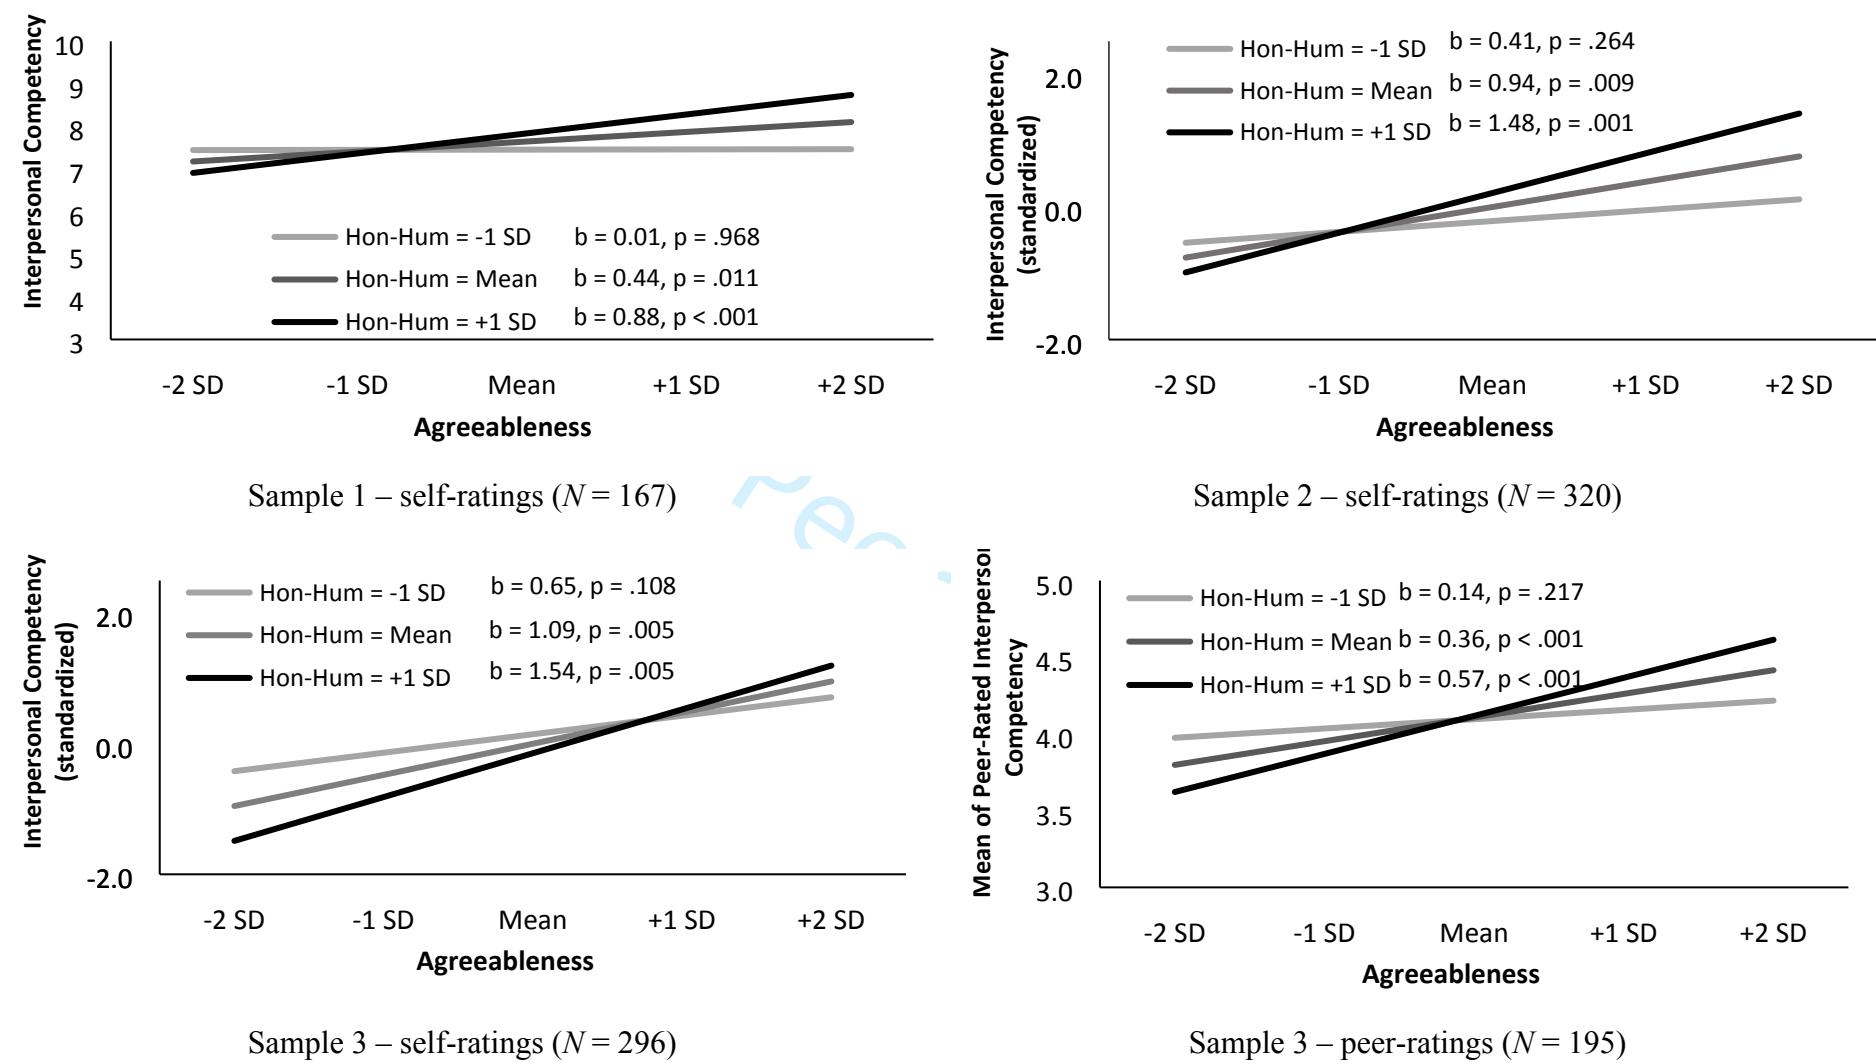 Interpersonal Competency
10
9
8
7
6
5
4
3
Hon-Hum = -1 SD b = 0.01, p = .968
Hon-Hum = Mean b = 0.44, p = .011
Hon-Hum = +1 SD b = 0.88, p < .001
-2 SD -1 SD Mean +1 SD +2 SD
Agreeableness
Sample 1 – self-ratings (N = 167)
Interpersonal Competency
(standardized)
2.0
0.0
-2.0
Hon-Hum = -1 SD b = 0.41, p = .264
Hon-Hum = Mean b = 0.94, p = .009
Hon-Hum = +1 SD b = 1.48, p = .001
-2 SD -1 SD Mean +1 SD +2 SD
Agreeableness
Sample 2 – self-ratings (N = 320)
Interpersonal Competency
(standardized)
2.0
0.0
-2.0
Hon-Hum = -1 SD b = 0.65, p = .108
Hon-Hum = Mean b = 1.09, p = .005
Hon-Hum = +1 SD b = 1.54, p = .005
-2 SD -1 SD Mean +1 SD +2 SD
Agreeableness
Sample 3 – self-ratings (N = 296)
Mean of Peer-Rated Interperso
Competency
5.0
4.5
4.0
3.5
3.0
Hon-Hum = -1 SD b = 0.14, p = .217
Hon-Hum = Mean b = 0.36, p < .001
Hon-Hum = +1 SD b = 0.57, p < .001
-2 SD -1 SD Mean +1 SD +2 SD
Agreeableness
Sample 3 – peer-ratings (N = 195)